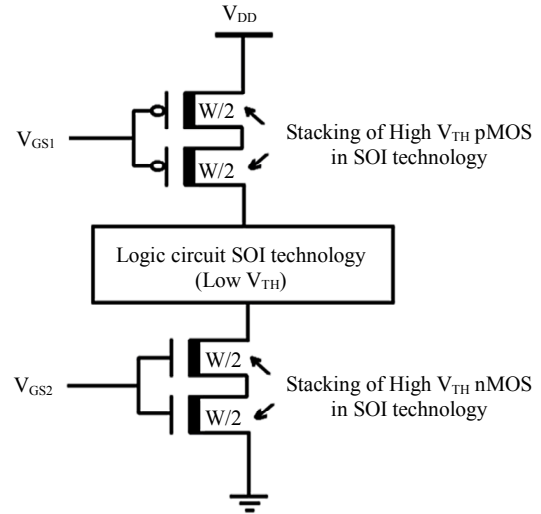 V_DD
W/2
V_GS1
W/2
Stacking of High V_TH pMOS
in SOI technology
Logic circuit SOI technology
(Low V_TH)
W/2
V_GS2
W/2
Stacking of High V_TH nMOS
in SOI technology